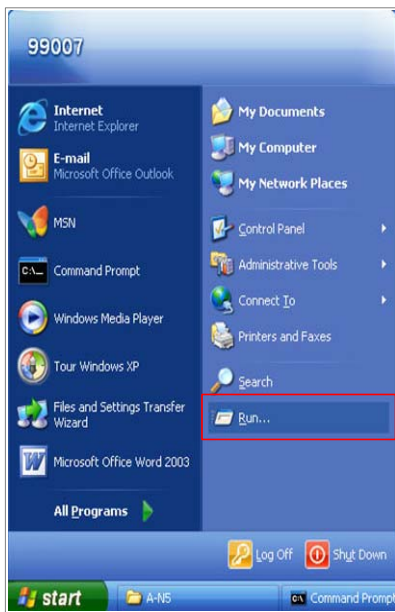 99007
Internet
Internet Explorer
E-mail
Microsoft Office Outlook
MSN
C:\_
Command Prompt
Windows Media Player
Tour Windows XP
Files and Settings Transfer
Wizard
Microsoft Office Word 2003
All Programs
My Documents
My Computer
My Network Places
Control Panel
Administrative Tools
Connect To
Printers and Faxes
Search
Run...
Log Off
Shut Down
start
A-N5
Command Prompt